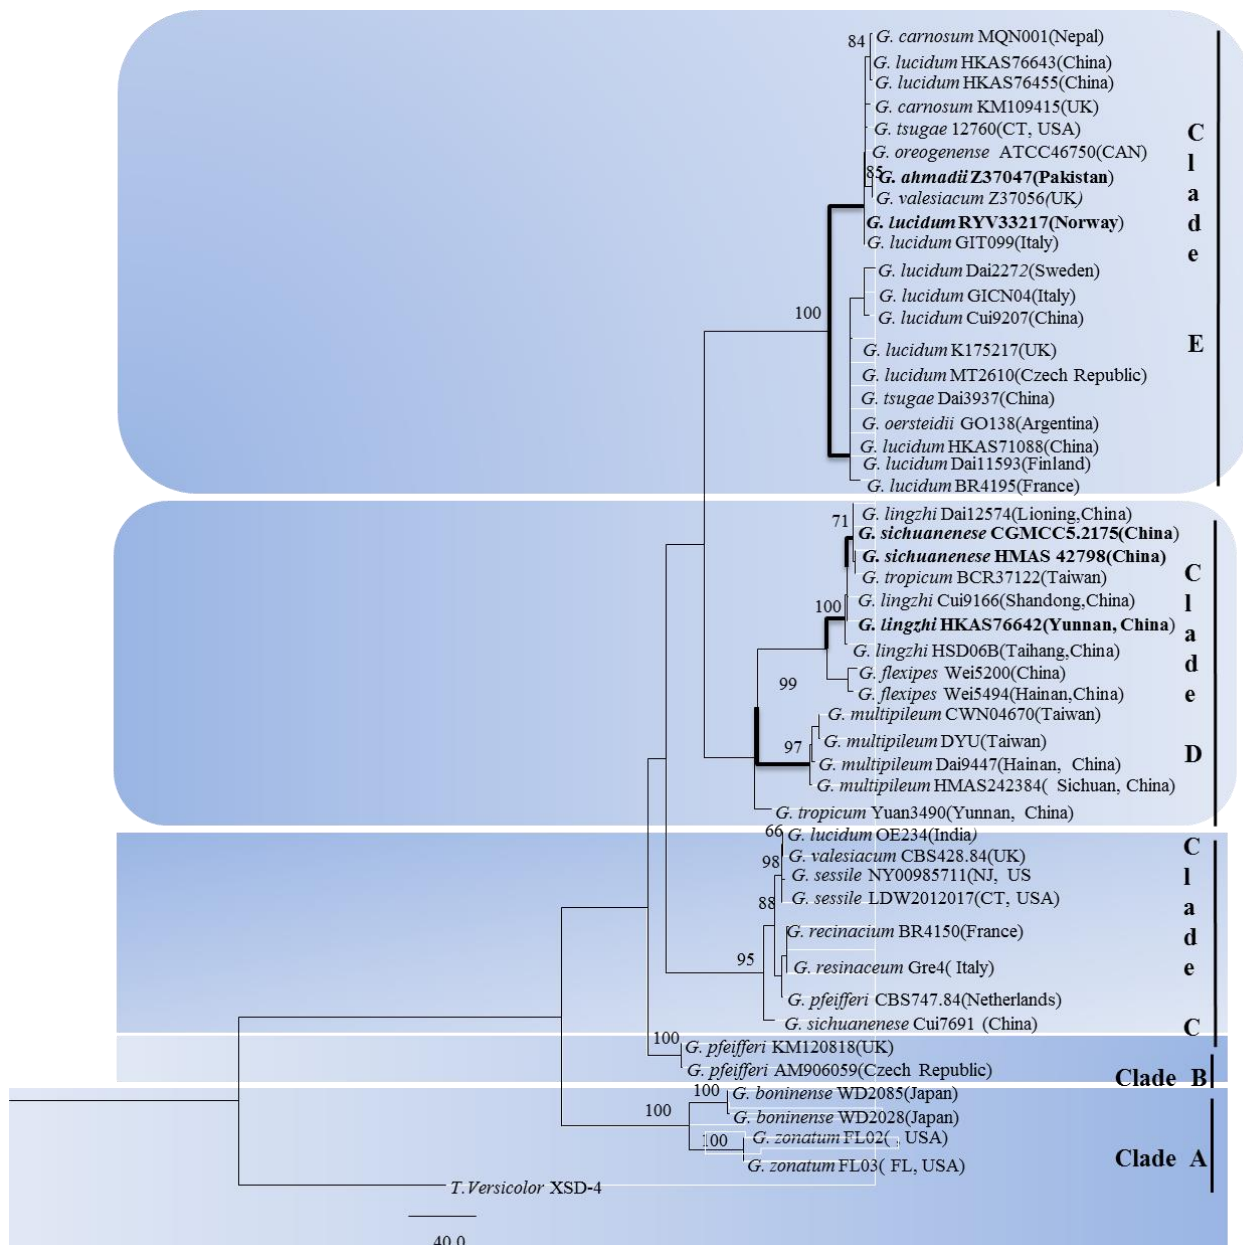 84
G. carnosum MQN001(Nepal)
G. lucidum HKAS76643(China)
G. lucidum HKAS76455(China)
G. carnosum KM109415(UK)
G. tsugae 12760(CT, USA)
G. oreogenense ATCC46750(CAN)
85
G. ahmadii Z37047(Pakistan)
G. valesiacum Z37056(UK)
G. lucidum RYV33217(Norway)
G. lucidum GIT099(Italy)
G. lucidum Dai2272(Sweden)
G. lucidum GICN04(Italy)
100
G. lucidum Cui9207(China)
G. lucidum K175217(UK)
G. lucidum MT2610(Czech Republic)
G. tsugae Dai3937(China)
G. oersteidii GO138(Argentina)
G. lucidum HKAS71088(China)
G. lucidum Dai11593(Finland)
G. lucidum BR4195(France)
Clade E
71
G. lingzhi Dai12574(Lioning,China)
G. sichuanenese CGMCC5.2175(China)
G. sichuanenese HMAS 42798(China)
G. tropicum BCR37122(Taiwan)
100
G. lingzhi Cui9166(Shandong,China)
G. lingzhi HKAS76642(Yunnan, China)
G. lingzhi HSD06B(Taihang,China)
G. flexipes Wei5200(China)
99
G. flexipes Wei5494(Hainan,China)
G. multipileum CWN04670(Taiwan)
97
G. multipileum DYU(Taiwan)
G. multipileum Dai9447(Hainan, China)
G. multipileum HMAS242384( Sichuan, China)
G. tropicum Yuan3490(Yunnan, China)
Clade D
66
G. lucidum OE234(India)
98
G. valesiacum CBS428.84(UK)
G. sessile NY00985711(NJ, US
G. sessile LDW2012017(CT, USA)
88
G. recinacium BR4150(France)
95
G. resinaceum Gre4( Italy)
G. pfeifferi CBS747.84(Netherlands)
G. sichuanenese Cui7691 (China)
Clade C
100
G. pfeifferi KM120818(UK)
G. pfeifferi AM906059(Czech Republic)
Clade B
100
G. boninense WD2085(Japan)
100
G. boninense WD2028(Japan)
100
G. zonatum FL02( , USA)
G. zonatum FL03( FL, USA)
Clade A
T.Versicolor XSD-4
40.0